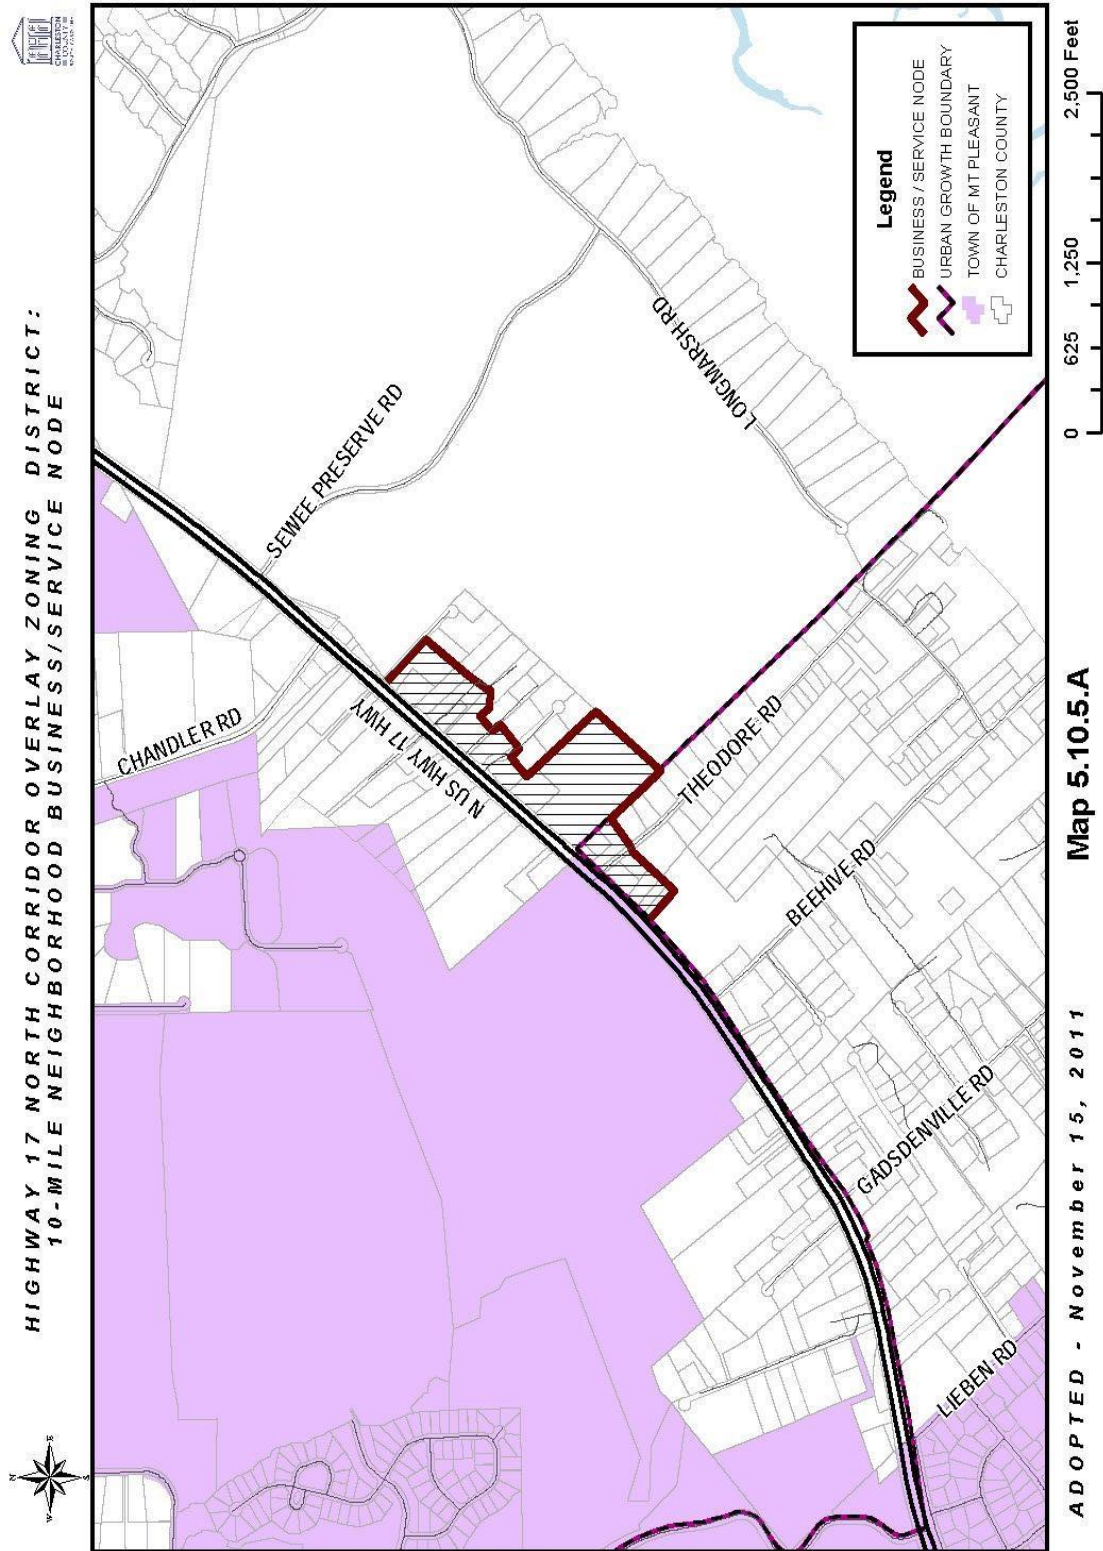 HIGHWAY 17 NORTH CORRIDOR OVERLAY ZONING DISTRICT:
10-MILE NEIGHBORHOOD BUSINESS/SERVICE NODE
CHARLESTON
COUNTY
N
W
E
S
CHANDLER RD
SEWEE PRESERVE RD
N US HWY 17 HWY
LONGMARSH RD
THEODORE RD
BEEHIVE RD
GADSDENVILLE RD
LIEBEN RD
Legend
BUSINESS / SERVICE NODE
URBAN GROWTH BOUNDARY
TOWN OF MT PLEASANT
CHARLESTON COUNTY
ADOPTED - November 15, 2011
Map 5.10.5.A
0 625 1,250 2,500 Feet